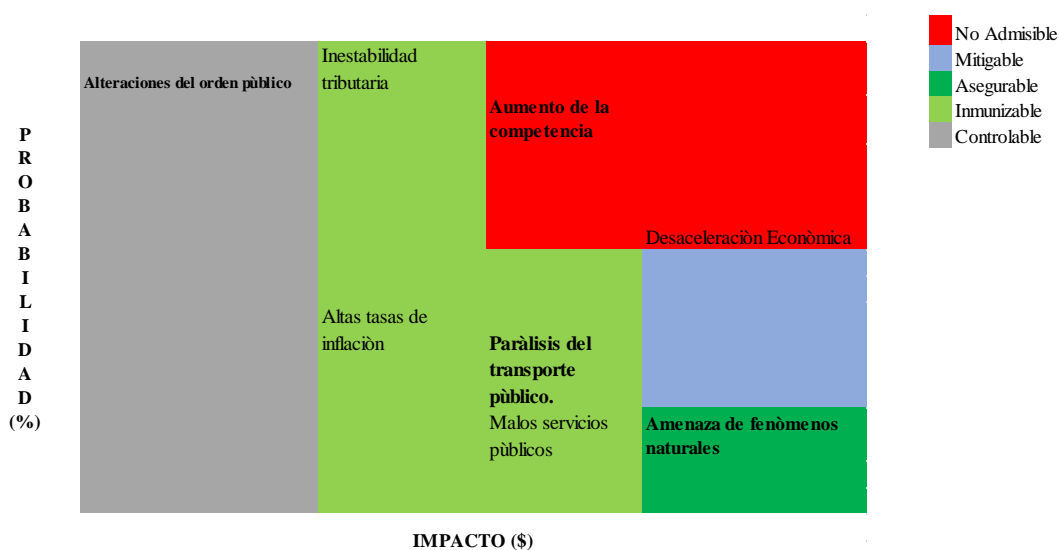 No Admisible
Mitigable
Asegurable
Inmunizable
Controlable
P
R
O
B
A
B
I
L
I
D
A
D
(%)
Alteraciones del orden pùblico
Inestabilidad
tributaria
Aumento de la
competencia
Desaceleraciòn Econòmica
Altas tasas de
inflaciòn
Paràlisis del
transporte
pùblico.
Malos servicios
pùblicos
Amenaza de fenòmenos
naturales
IMPACTO ($)